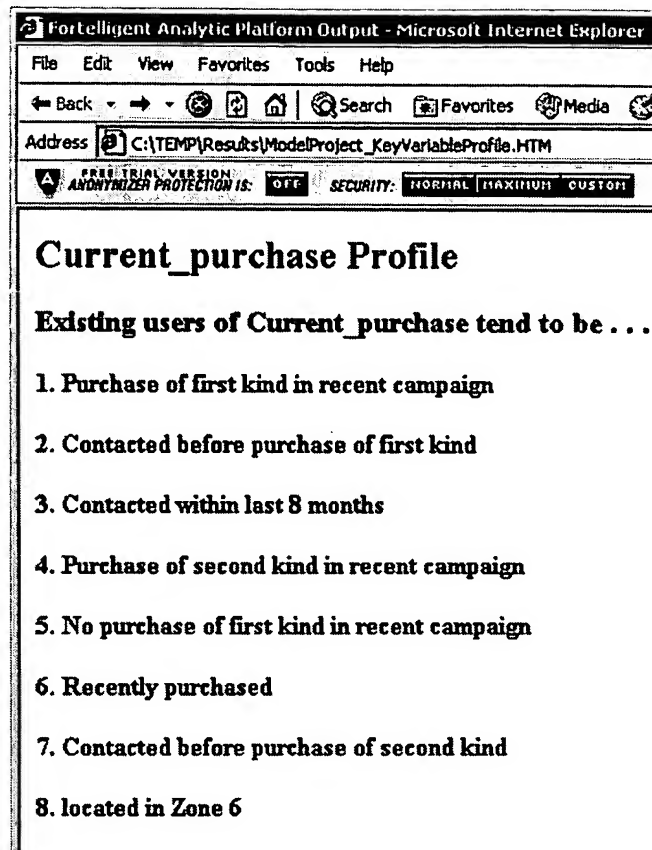 Fortelligent Analytic Platform Output - Microsoft Internet Explorer
File Edit View Favorites Tools Help
Back Search Favorites Media
Address C:\TEMP\Results\ModelProject_KeyVariableProfile.HTM
FREE TRIAL VERSION
ANONYMIZER PROTECTION IS: OFF SECURITY: NORMAL MAXIMUM CUSTOM
Current_purchase Profile
Existing users of Current_purchase tend to be . . .
1. Purchase of first kind in recent campaign
2. Contacted before purchase of first kind
3. Contacted within last 8 months
4. Purchase of second kind in recent campaign
5. No purchase of first kind in recent campaign
6. Recently purchased
7. Contacted before purchase of second kind
8. located in Zone 6